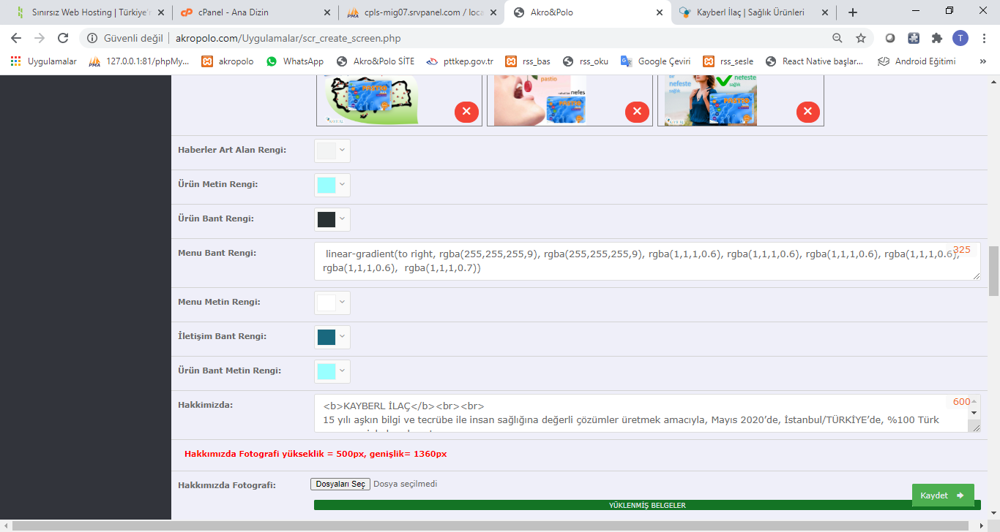 Sınırsız Web Hosting | Türkiye'n
cPanel - Ana Dizin
cpls-mig07.srvpanel.com / loca
Akro&Polo
Kayberl İlaç | Sağlık Ürünleri
Güvenli değil
akropolo.com/Uygulamalar/scr_create_screen.php
T
Uygulamalar
127.0.0.1:81/phpMy...
akropolo
WhatsApp
Akro&Polo SİTE
pttkep.gov.tr
rss_bas
rss_oku
Google Çeviri
rss_sesle
React Native başlar...
Android Eğitimi
»
PASTIO
pastio
nefes
nefeste
sağlık
nefeste
sağlık
PASTIO
Haberler Art Alan Rengi:
Ürün Metin Rengi:
Ürün Bant Rengi:
Menu Bant Rengi:
linear-gradient(to right, rgba(255,255,255,9), rgba(255,255,255,9), rgba(1,1,1,0.6), rgba(1,1,1,0.6), rgba(1,1,1,0.6), rgba(1,1,1,0.6),
325
rgba(1,1,1,0.6),  rgba(1,1,1,0.7))
Menu Metin Rengi:
İletişim Bant Rengi:
Ürün Bant Metin Rengi:
Hakkimizda:
<b>KAYBERL İLAÇ</b><br><br>
600
15 yılı aşkın bilgi ve tecrübe ile insan sağlığına değerli çözümler üretmek amacıyla, Mayıs 2020’de, İstanbul/TÜRKİYE’de, %100 Türk
Hakkımızda Fotografi yükseklik = 500px, genişlik= 1360px
Hakkımızda Fotografi:
Dosyaları Seç
Dosya seçilmedi
Kaydet
YÜKLENMİŞ BELGELER